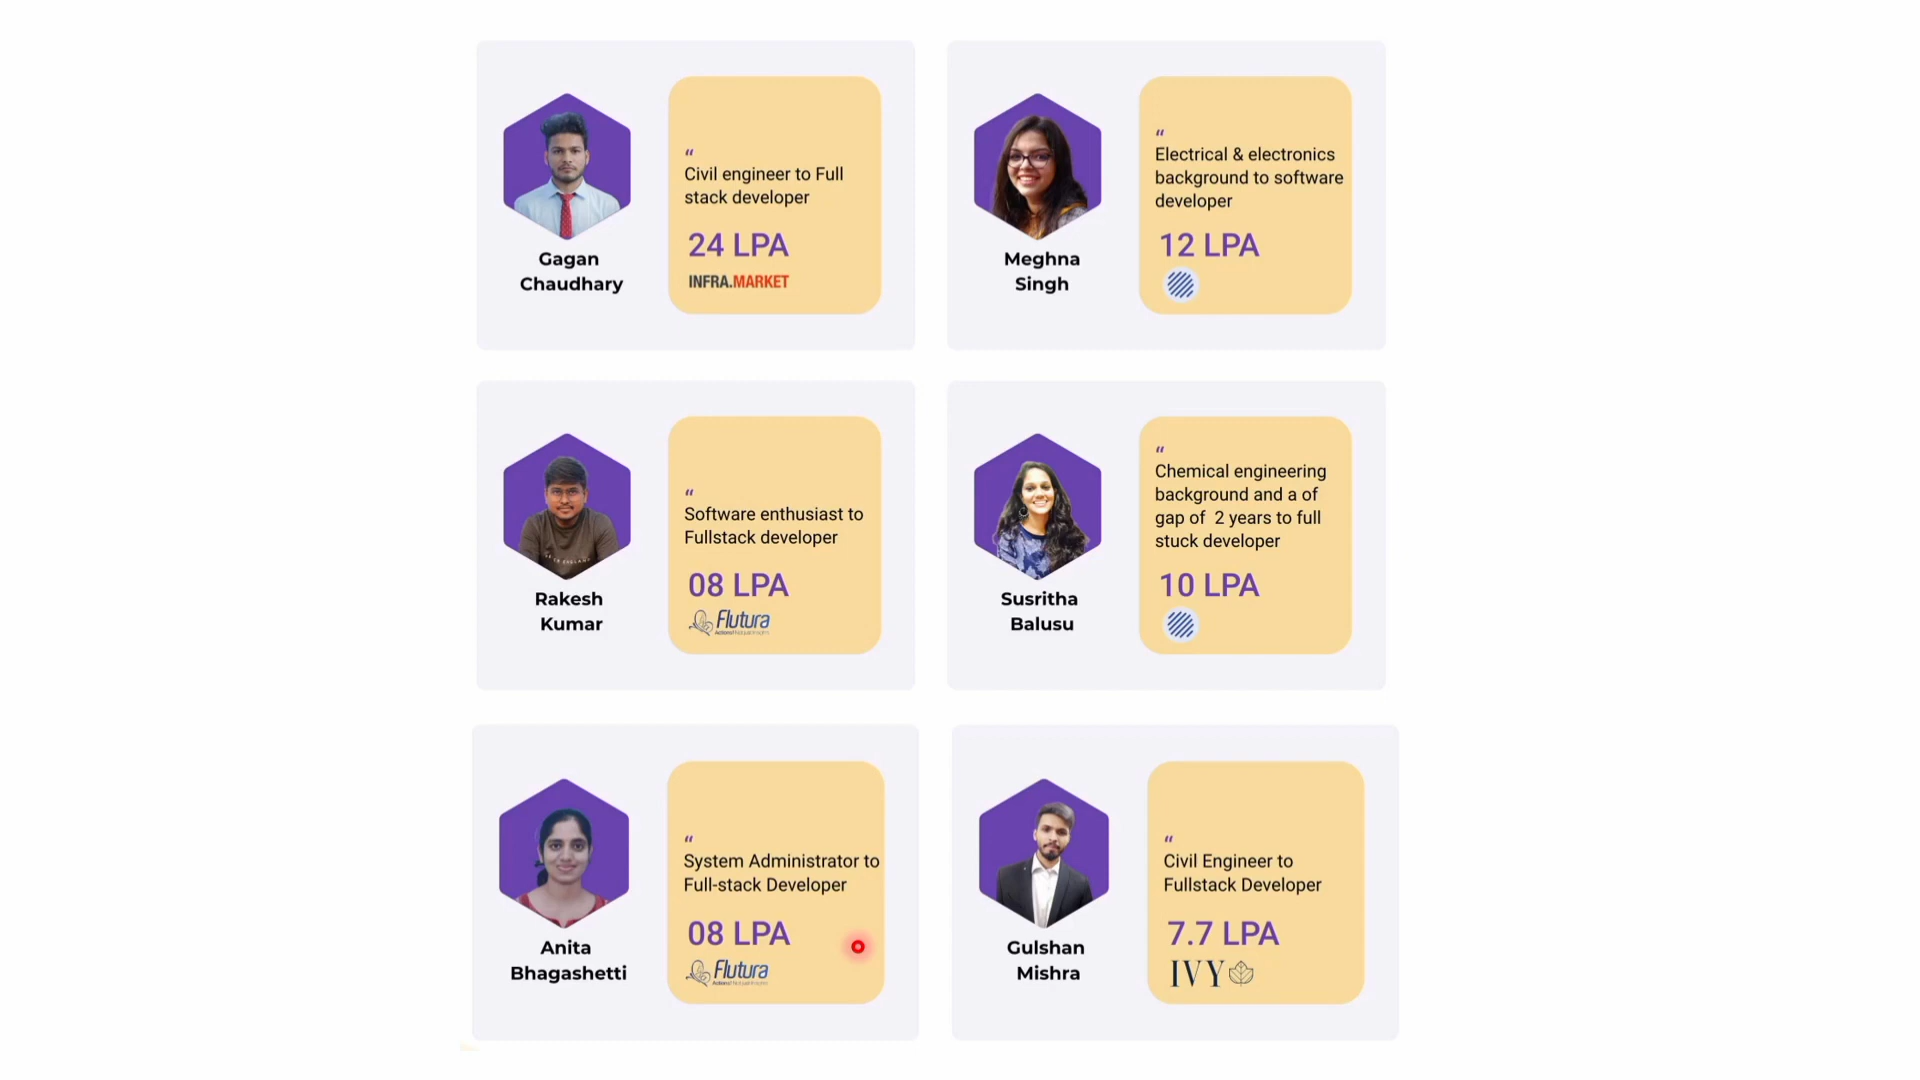 “
Civil engineer to Full
stack developer
24 LPA
INFRA.MARKET
Gagan
Chaudhary
“
Electrical & electronics
background to software
developer
12 LPA
Meghna
Singh
“
Software enthusiast to
Fullstack developer
08 LPA
Flutura
Rakesh
Kumar
“
Chemical engineering
background and a of
gap of 2 years to full
stuck developer
10 LPA
Susritha
Balusu
“
System Administrator to
Full-stack Developer
08 LPA
Flutura
Anita
Bhagashetti
“
Civil Engineer to
Fullstack Developer
7.7 LPA
IVY
Gulshan
Mishra